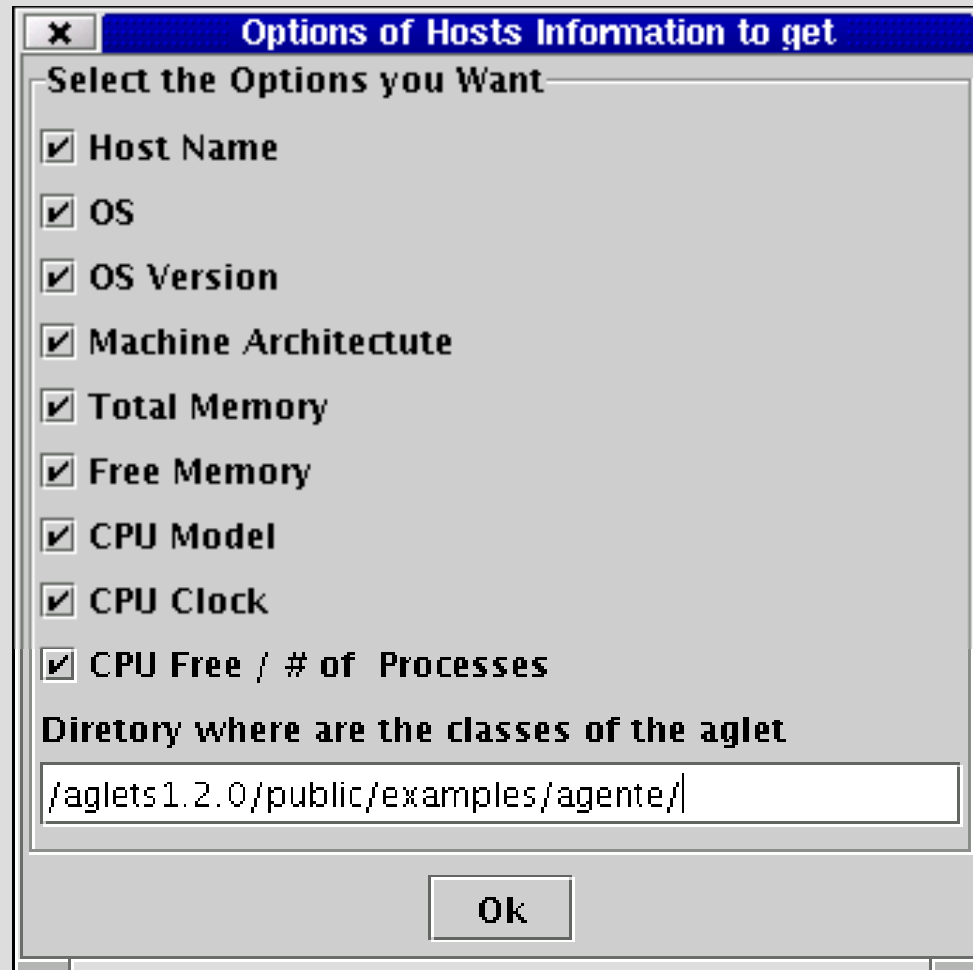 Options of Hosts Information to get
Select the Options you Want
Host Name
OS
OS Version
Machine Architectute
Total Memory
Free Memory
CPU Model
CPU Clock
CPU Free / # of Processes
Diretory where are the classes of the aglet
/aglets1.2.0/public/examples/agente/
Ok